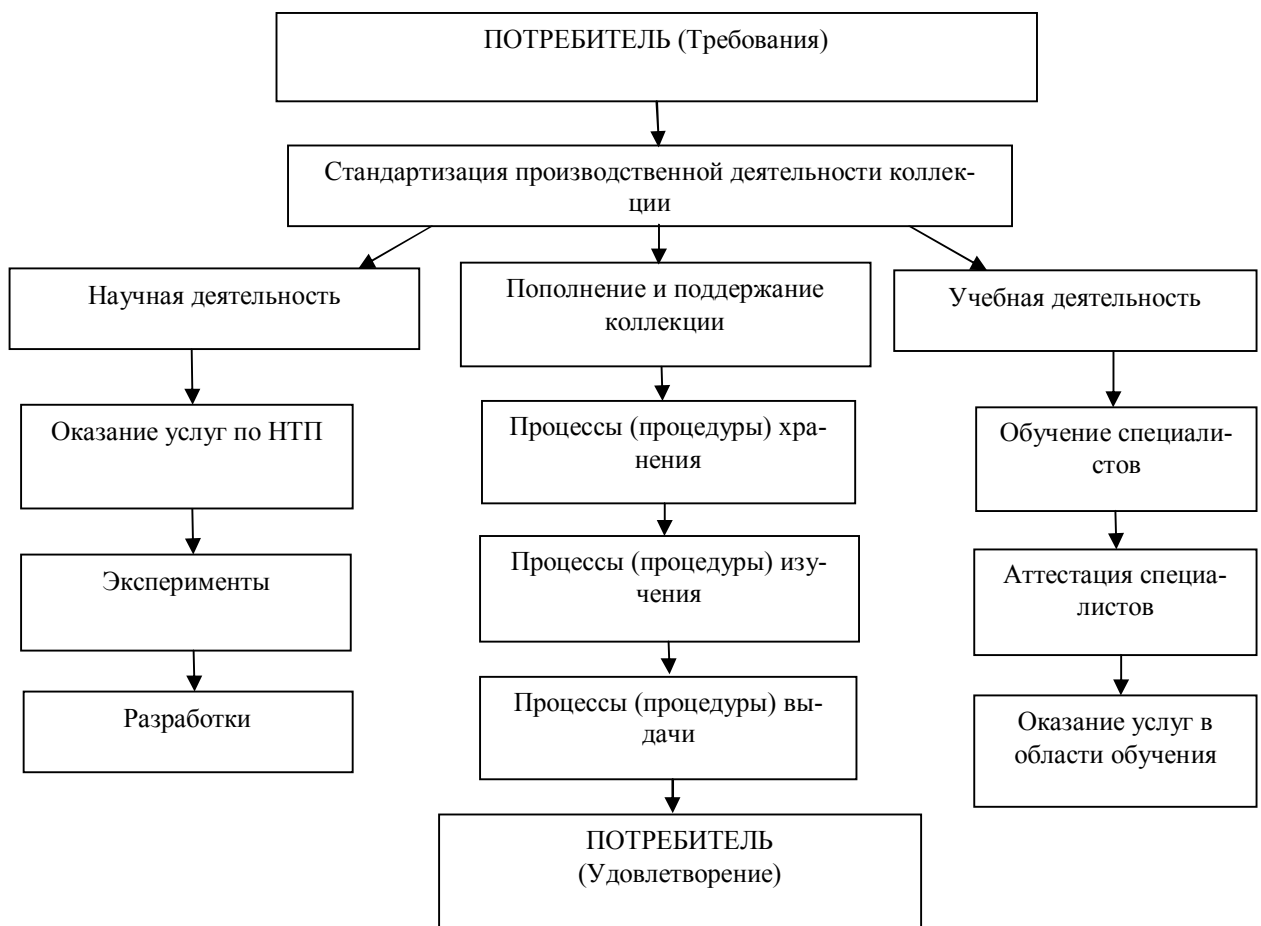 ПОТРЕБИТЕЛЬ (Требования)
Стандартизация производственной деятельности коллек-
ции
Научная деятельность
Пополнение и поддержание
коллекции
Учебная деятельность
Оказание услуг по НТП
Процессы (процедуры) хра-
нения
Обучение специали-
стов
Эксперименты
Процессы (процедуры) изу-
чения
Аттестация специа-
листов
Разработки
Процессы (процедуры) вы-
дачи
Оказание услуг в
области обучения
ПОТРЕБИТЕЛЬ
(Удовлетворение)